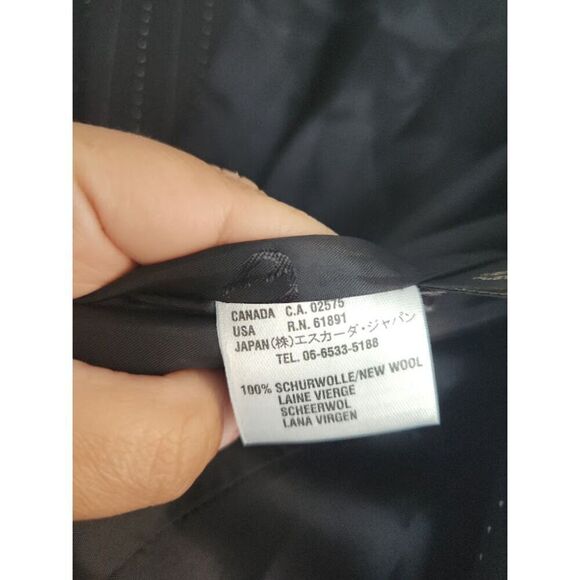 CANADA C.A. 02575
USA R.N. 61891
JAPAN (株)エスカーダ・ジャパン
TEL. 06-6533-5188
100% SCHURWOLLE/NEW WOOL
LAINE VIERGE
SCHEERWOL
LANA VIRGEN